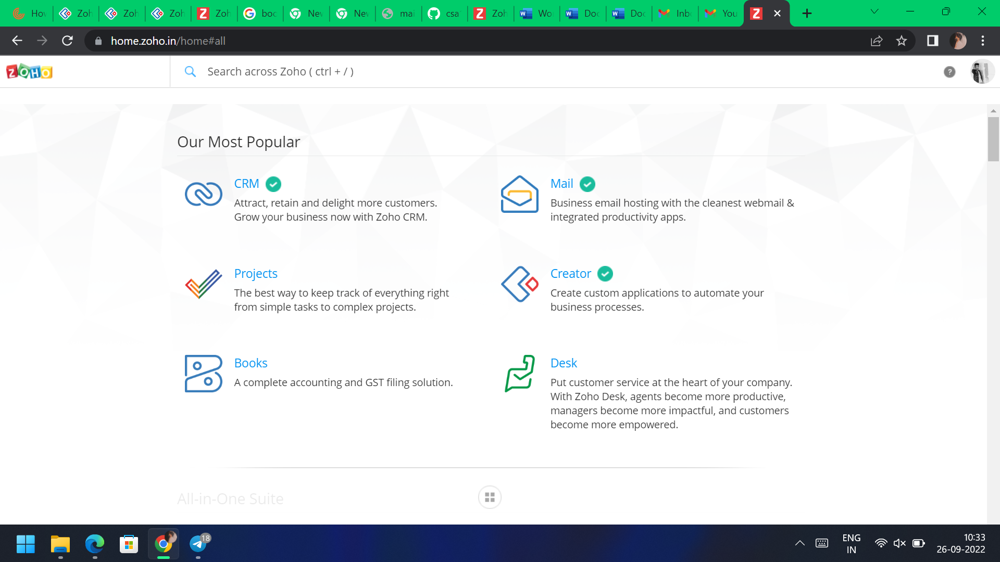 Hov
Zoh
Zoh
Zoh
Zoh
boc
Nev
Nev
mai
csa
Zoh
Wo
Doc
Doc
Inb
You
home.zoho.in/home#all
ZOHO
Search across Zoho ( ctrl + / )
Our Most Popular
CRM
Attract, retain and delight more customers.
Grow your business now with Zoho CRM.
Mail
Business email hosting with the cleanest webmail &
integrated productivity apps.
Projects
The best way to keep track of everything right
from simple tasks to complex projects.
Creator
Create custom applications to automate your
business processes.
Books
A complete accounting and GST filing solution.
Desk
Put customer service at the heart of your company.
With Zoho Desk, agents become more productive,
managers become more impactful, and customers
become more empowered.
All-in-One Suite
18
ENG
IN
10:33
26-09-2022